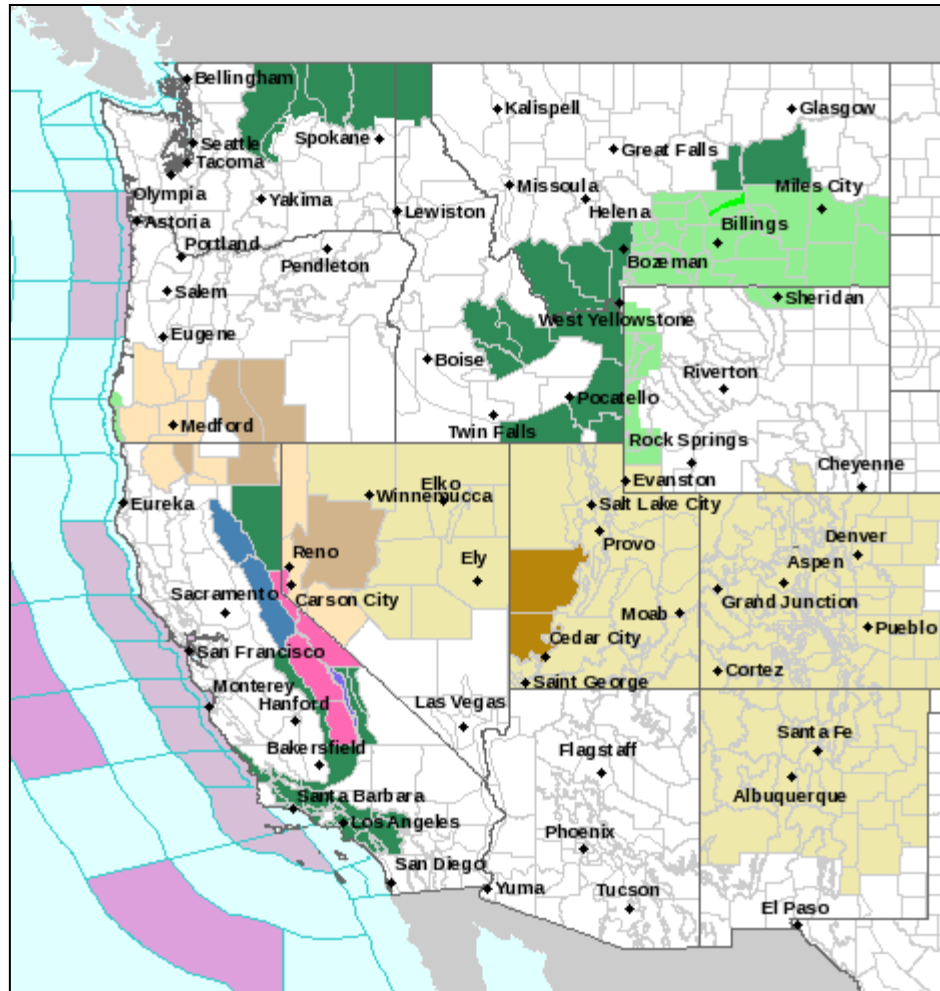 Bellingham
Kalispell
Glasgow
Seattle
Spokane
Great Falls
Tacoma
Olympia
Missoula
Miles City
Yakima
Helena
Astoria
Lewiston
Billings
Portland
Pendleton
Bozeman
Salem
Sheridan
West Yellowstone
Eugene
Boise
Riverton
Pocatello
Medford
Twin Falls
Rock Springs
Cheyenne
Elko
Evanston
Eureka
Winnemucca
Salt Lake City
Provo
Denver
Reno
Ely
Aspen
Sacramento
Carson City
Moab
Grand Junction
Cedar City
Pueblo
San Francisco
Cortez
Monterey
Saint George
Hanford
Las Vegas
Santa Fe
Bakersfield
Flagstaff
Albuquerque
Santa Barbara
Los Angeles
Phoenix
San Diego
Yuma
Tucson
El Paso